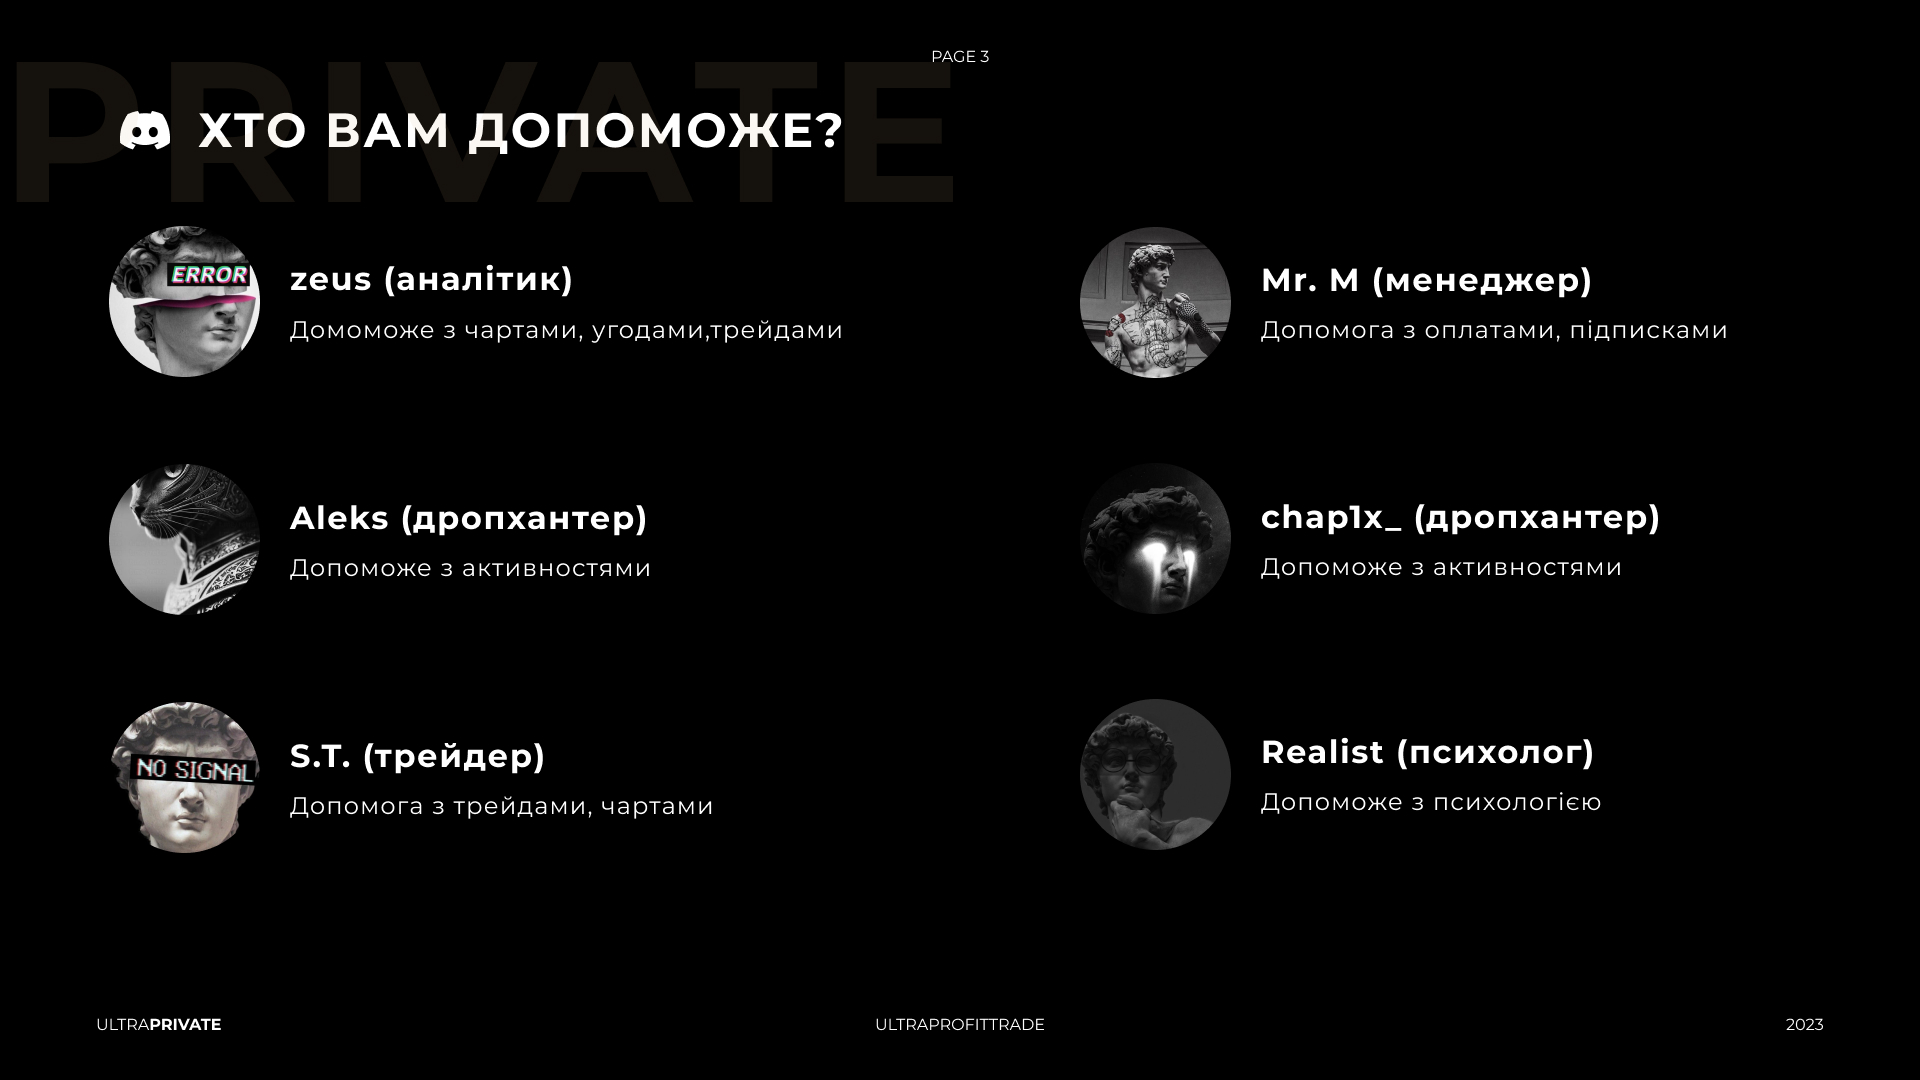 PAGE 3
PRIVATE
ХТО ВАМ ДОПОМОЖЕ?
ERROR
zeus (аналітик)
Домоможе з чартами, угодами,трейдами
Mr. M (менеджер)
Допомога з оплатами, підписками
Aleks (дропхантер)
Допоможе з активностями
chap1x_ (дропхантер)
Допоможе з активностями
NO SIGNAL
S.T. (трейдер)
Допомога з трейдами, чартами
Realist (психолог)
Допоможе з психологією
ULTRAPRIVATE
ULTRAPROFITTRADE
2023